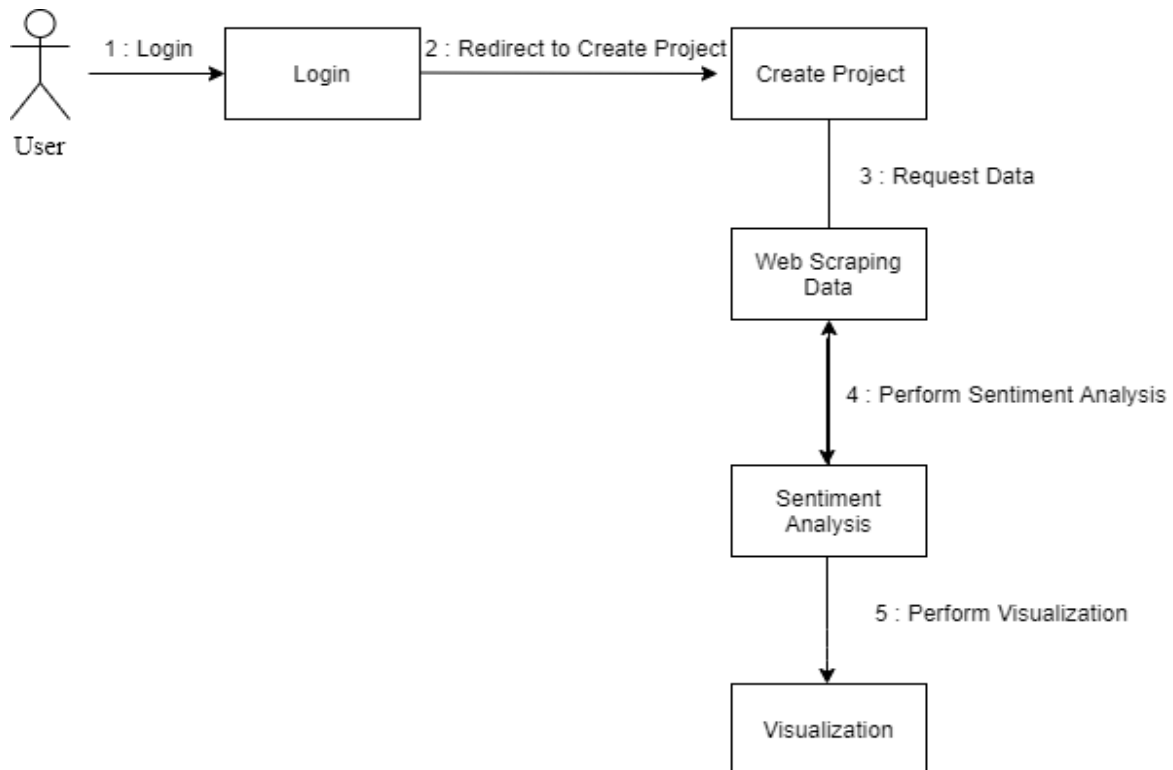 1 : Login
2 : Redirect to Create Project
Login
Create Project
User
3 : Request Data
Web Scraping
Data
4 : Perform Sentiment Analysis
Sentiment
Analysis
5 : Perform Visualization
Visualization